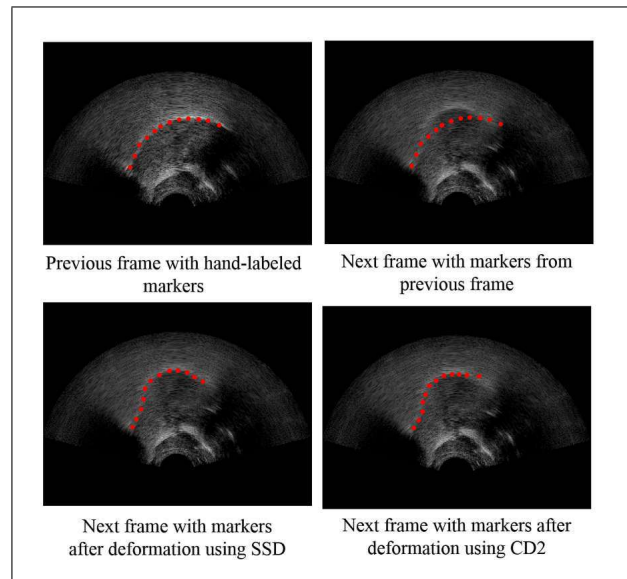 Previous frame with hand-labeled
markers
Next frame with markers from
previous frame
Next frame with markers
after deformation using SSD
Next frame with markers after
deformation using CD2